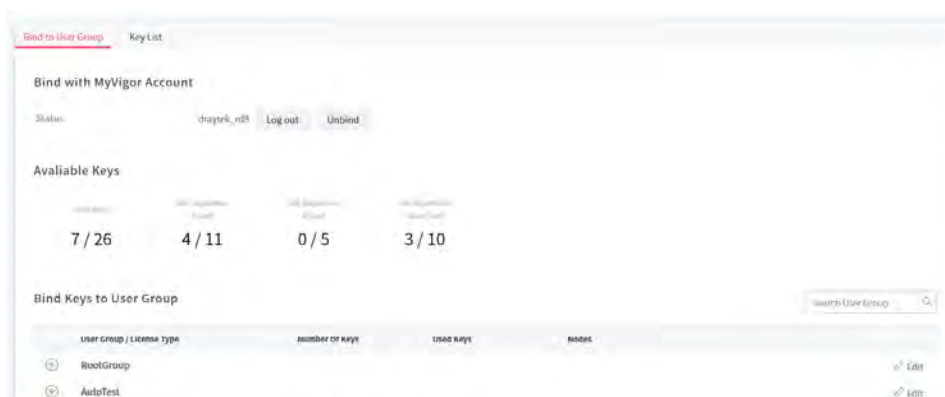 Bind to User Group Key List
Bind with MyVigor Account
Status draytek_rd8 Log out Unbind
Avaliable Keys
7 / 26 4 / 11 0 / 5 3 / 10
Bind Keys to User Group Search User Group
User Group / License Type Number Of Keys Used Keys Nodes
RootGroup Edit
AutoTest Edit